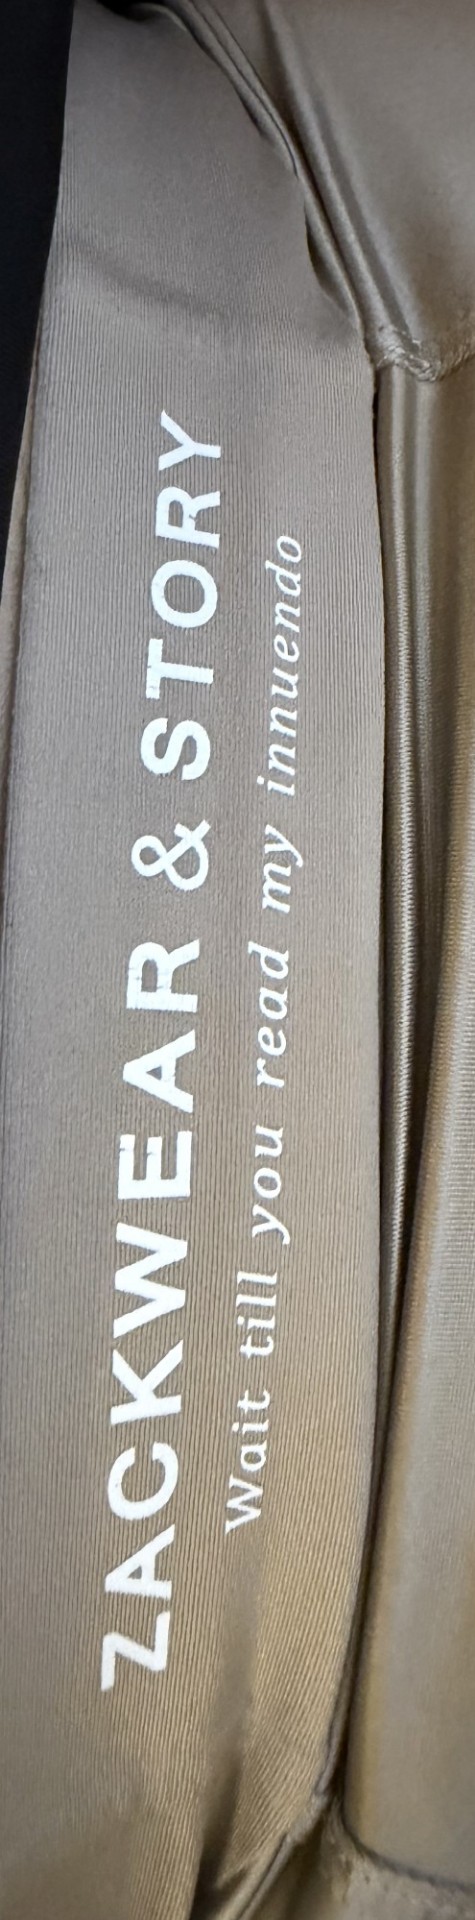 ZACKWEAR & STORY
Wait till you read my innuendo